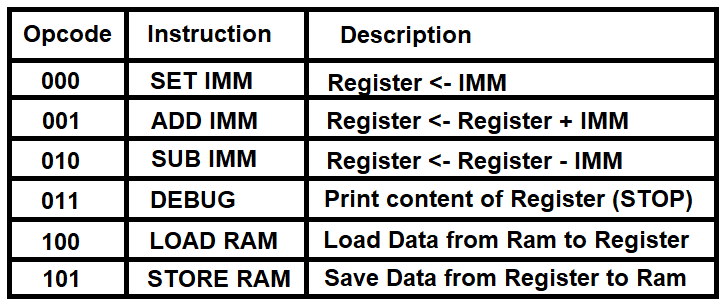 Opcode Instruction Description
000 SET IMM Register <- IMM
001 ADD IMM Register <- Register + IMM
010 SUB IMM Register <- Register - IMM
011 DEBUG Print content of Register (STOP)
100 LOAD RAM Load Data from Ram to Register
101 STORE RAM Save Data from Register to Ram